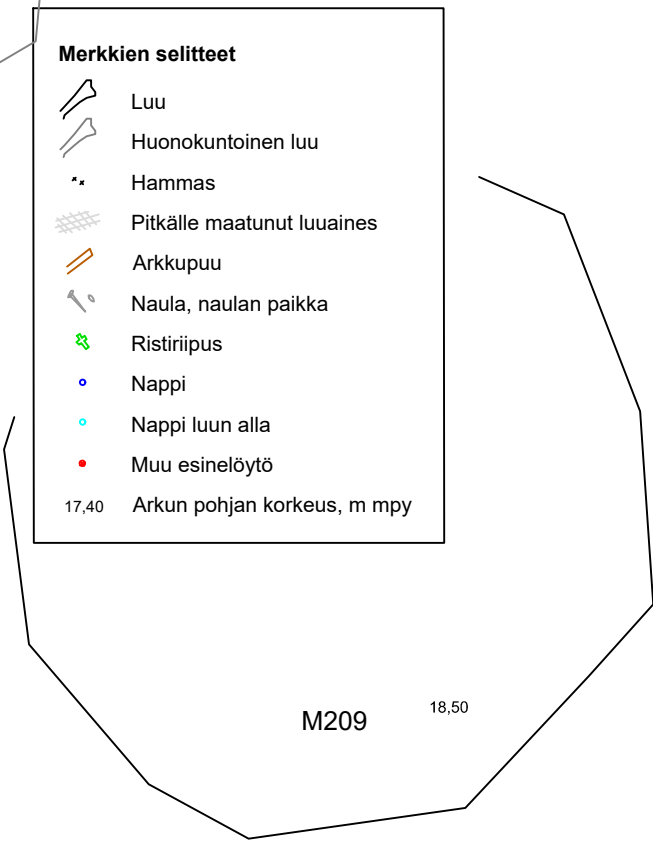 Merkkien selitteet
Luu
Huonokuntoinen luu
Hammas
Pitkälle maatunut luuaines
Arkkupuu
Naula, naulan paikka
Ristiriipus
Nappi
Nappi luun alla
Muu esinelöytö
17,40 Arkun pohjan korkeus, m mpy
M209 18,50